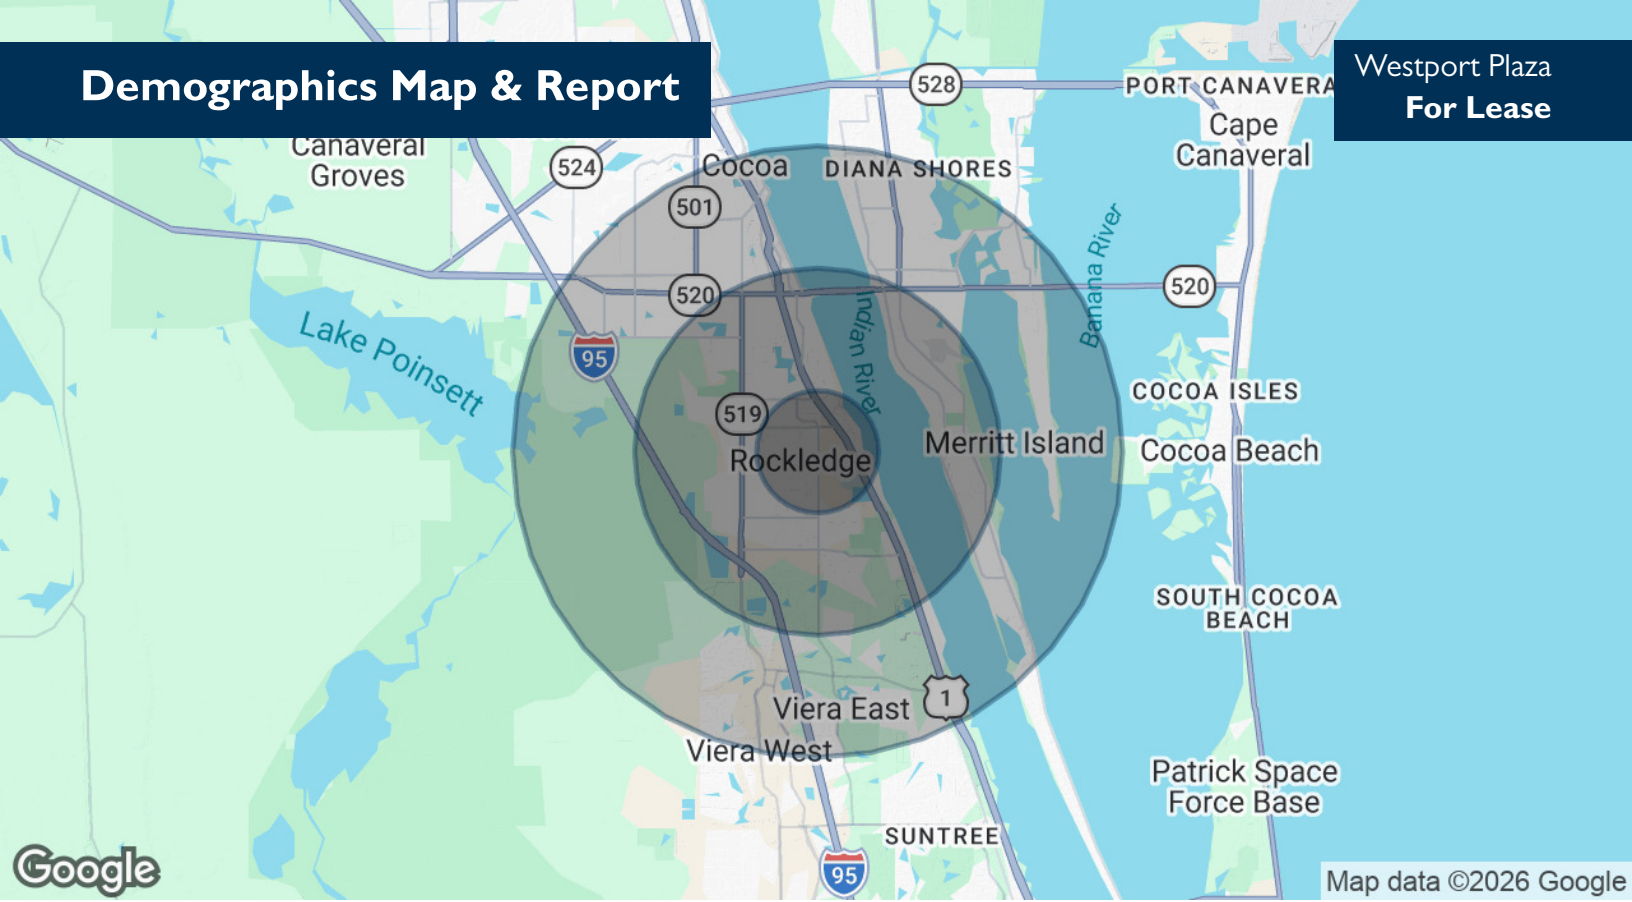 Demographics Map & Report
Westport Plaza
For Lease
528
PORT CANAVERA
Cape
Canaveral
Canaveral
Groves
524
Cocoa
DIANA SHORES
501
Banana River
520
520
Indian River
Lake Poinsett
95
COCOA ISLES
519
Rockledge
Merritt Island
Cocoa Beach
SOUTH COCOA
BEACH
1
Viera East
Viera West
Patrick Space
Force Base
SUNTREE
95
Google
Map data ©2026 Google